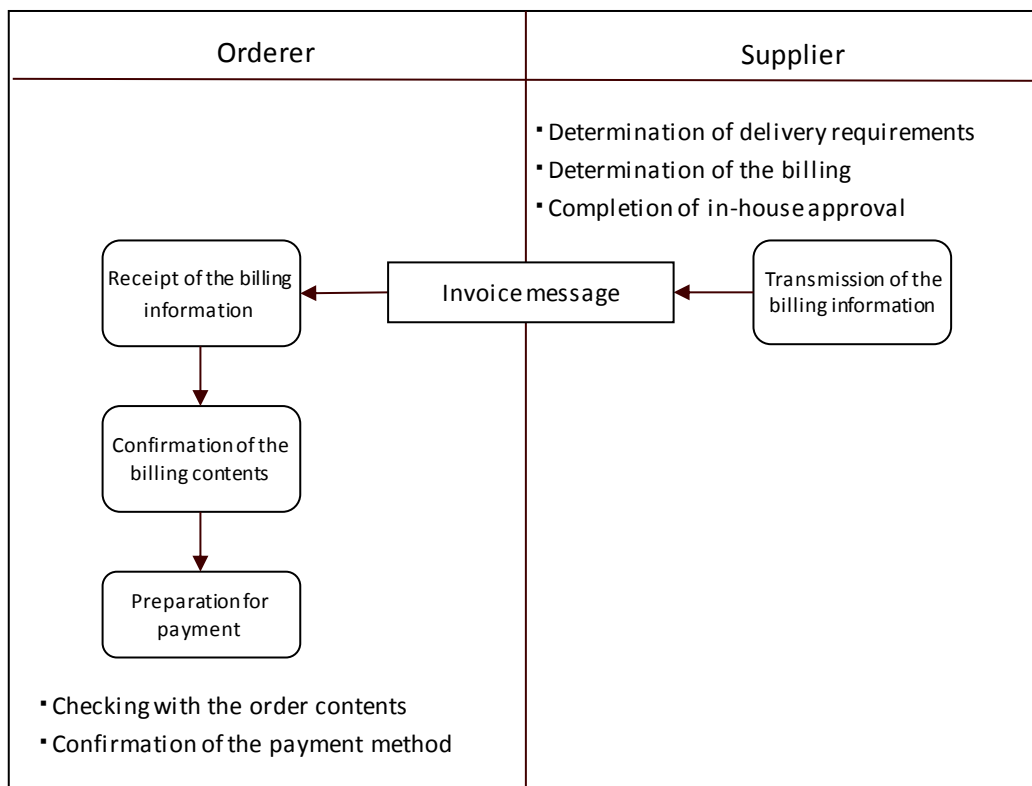 Orderer
Supplier
▪ Determination of delivery requirements
▪ Determination of the billing
▪ Completion of in-house approval
Receipt of the billing
information
Invoice message
Transmission of the
billing information
Confirmation of the
billing contents
Preparation for
payment
▪ Checking with the order contents
▪ Confirmation of the payment method